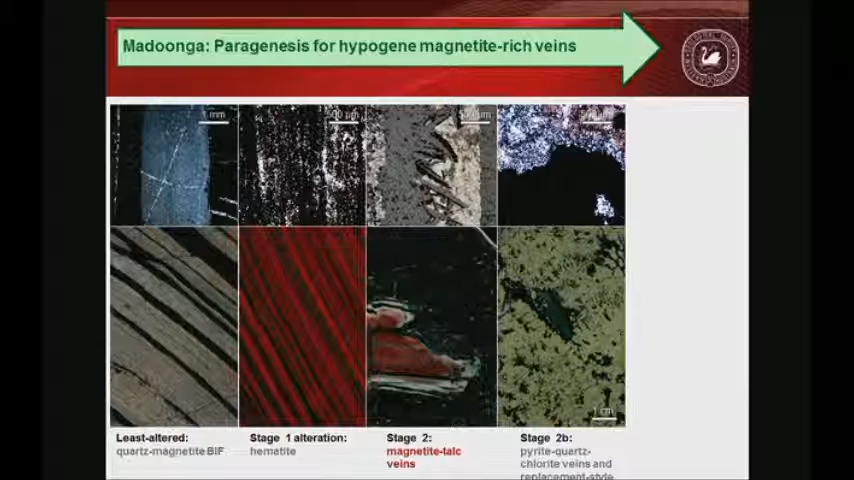 Madoonga: Paragenesis for hypogene magnetite-rich veins
1 mm
500 µm
1 cm
Least-altered:
quartz-magnetite BIF
Stage 1 alteration:
hematite
Stage 2:
magnetite-talc
veins
Stage 2b:
pyrite-quartz-
chlorite veins and
replacement-style